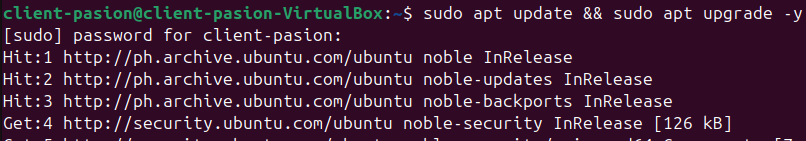 client-pasion@client-pasion-VirtualBox:~$ sudo apt update && sudo apt upgrade -y
[sudo] password for client-pasion:
Hit:1 http://ph.archive.ubuntu.com/ubuntu noble InRelease
Hit:2 http://ph.archive.ubuntu.com/ubuntu noble-updates InRelease
Hit:3 http://ph.archive.ubuntu.com/ubuntu noble-backports InRelease
Get:4 http://security.ubuntu.com/ubuntu noble-security InRelease [126 kB]